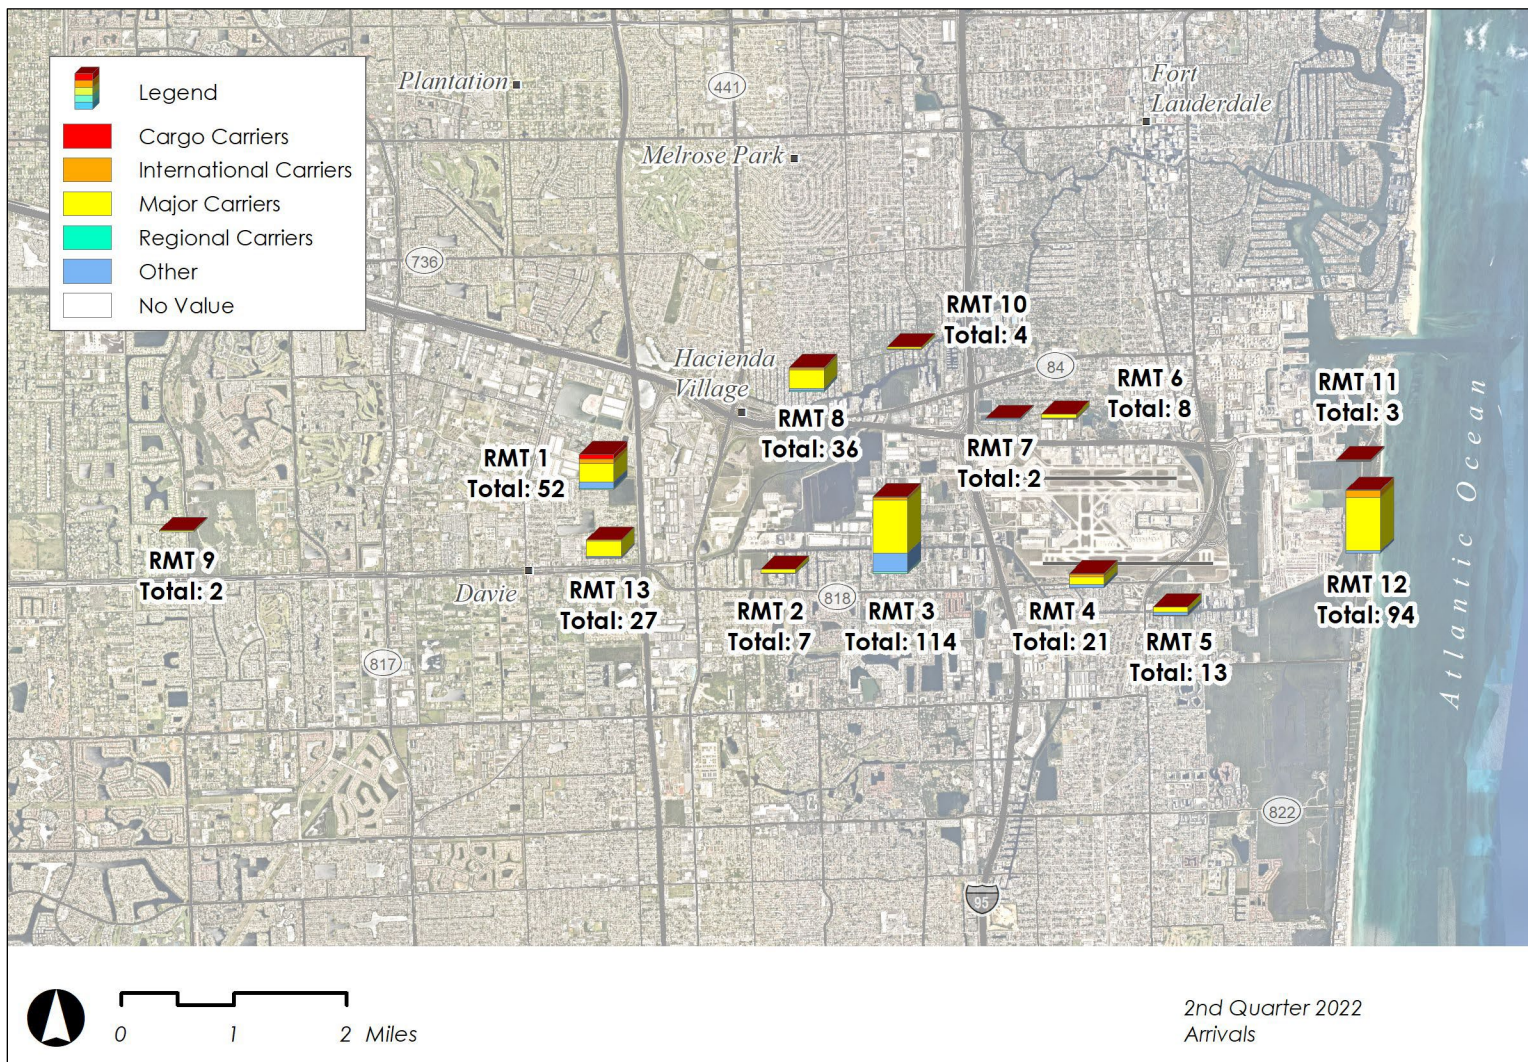 Legend
Cargo Carriers
International Carriers
Major Carriers
Regional Carriers
Other
No Value
Plantation
441
Fort
Lauderdale
Melrose Park
736
RMT 10
Total: 4
Hacienda
Village
84
RMT 6
Total: 8
RMT 11
Total: 3
RMT 8
Total: 36
RMT 7
Total: 2
RMT 1
Total: 52
Atlantic Ocean
RMT 9
Total: 2
Davie
RMT 13
Total: 27
RMT 2
Total: 7
818
RMT 3
Total: 114
RMT 4
Total: 21
RMT 5
Total: 13
RMT 12
Total: 94
817
822
95
0 1 2 Miles
2nd Quarter 2022
Arrivals